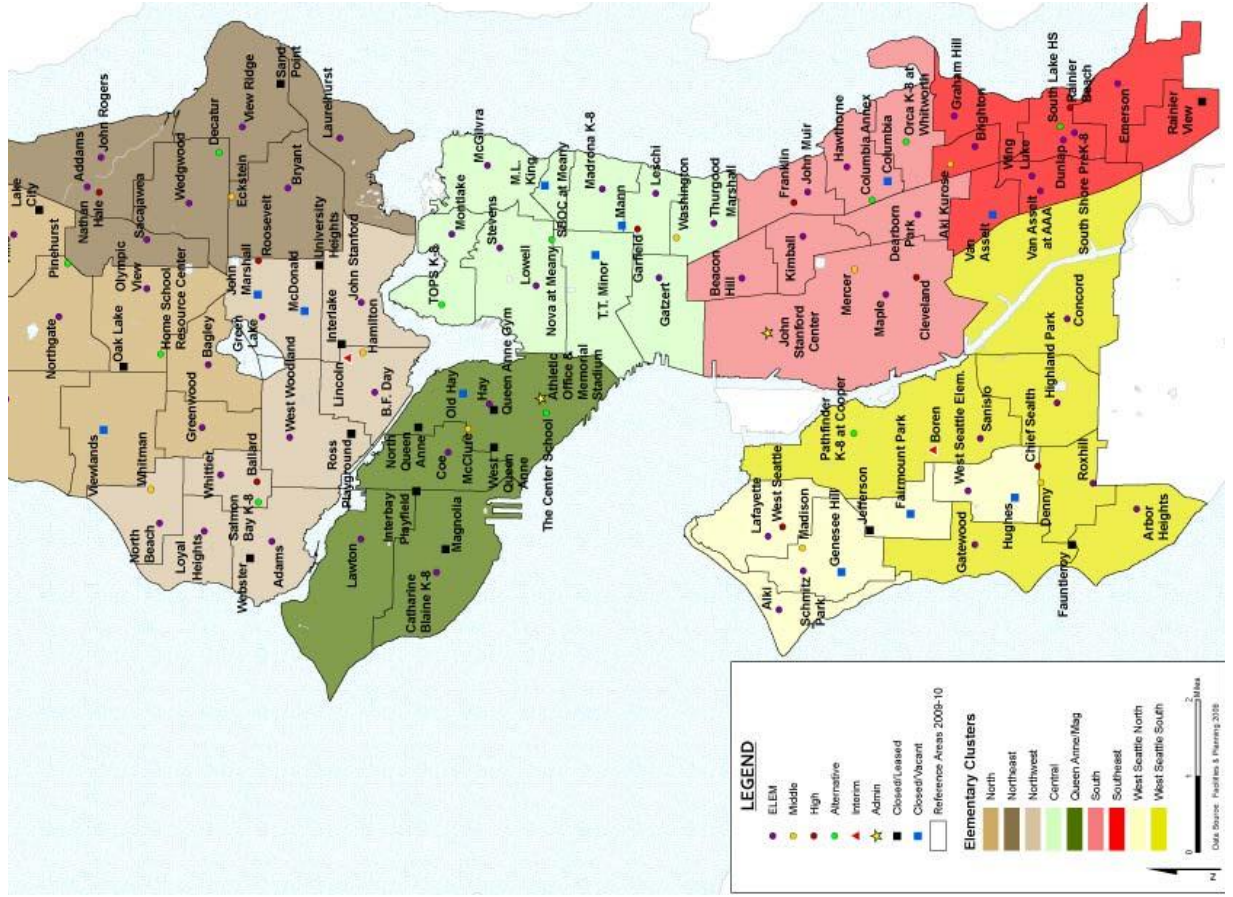 Lake
City
Pinehurst
Nathan
Hale
Addams
John Rogers
Northgate
Olympic
View
Sacajawea
Wedgwood
Decatur
View Ridge
Sand
Point
Viewlands
Oak Lake
Home School
Resource Center
Eckstein
Bryant
Laurelhurst
Whitman
Greenwood
Bagley
Green
Lake
John
Marshall
Roosevelt
McDonald
University
Heights
North
Beach
Loyal
Heights
Whittier
Ballard
Salmon
Bay K-8
Webster
Adams
West Woodland
Interlake
Lincoln
John Stanford
Hamilton
B.F. Day
Ross
Playground
Lawton
Interbay
Playfield
Magnolia
Catharine
Blaine K-8
North
Queen
Anne
Coe
McClure
West
Queen
Anne
Old Hay
Hay
Queen Anne Gym
Athletic
Office &
Memorial
Stadium
The Center School
TOPS K-8
Montlake
McGilvra
Stevens
Lowell
M.L.
King
Nova at Meany
SBOC at Meany
Madrona K-8
T.T. Minor
Mann
Garfield
Leschi
Washington
Gatzert
Thurgood
Marshall
Beacon
Hill
Franklin
John Muir
Kimball
John
Stanford
Center
Hawthorne
Columbia Annex
Columbia
Orca K-8 at
Whitworth
Mercer
Maple
Cleveland
Dearborn
Park
Aki Kurose
Graham Hill
Brighton
Van
Asselt
Wing
Luke
Van Asselt
at AAA
Dunlap
South Lake HS
Rainier
Beach
South Shore PreK-8
Emerson
Rainier
View
Lafayette
West Seattle
Alki
Madison
Schmitz
Park
Genesee Hill
Pathfinder
K-8 at Cooper
Jefferson
Fairmount Park
Boren
West Seattle Elem.
Sanislo
Gatewood
Hughes
Chief Sealth
Denny
Highland Park
Concord
Fauntleroy
Roxhill
Arbor
Heights
LEGEND
ELEM
Middle
High
Alternative
Interim
Admin
Closed/Leased
Closed/Vacant
Reference Areas 2009-10
Elementary Clusters
North
Northeast
Northwest
Central
Queen Anne/Mag
South
Southeast
West Seattle North
West Seattle South
0 1 2
Miles
N